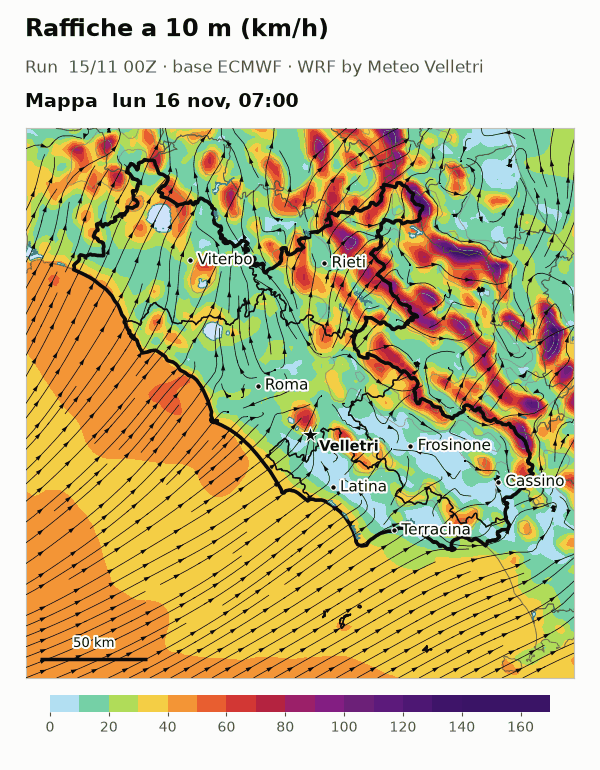 Raffiche a 10 m (km/h)
Run  15/11 00Z · base ECMWF · WRF by Meteo Velletri
Mappa  lun 16 nov, 07:00
Viterbo
Rieti
Roma
Velletri
Frosinone
Latina
Cassino
Terracina
50 km
0 20 40 60 80 100 120 140 160